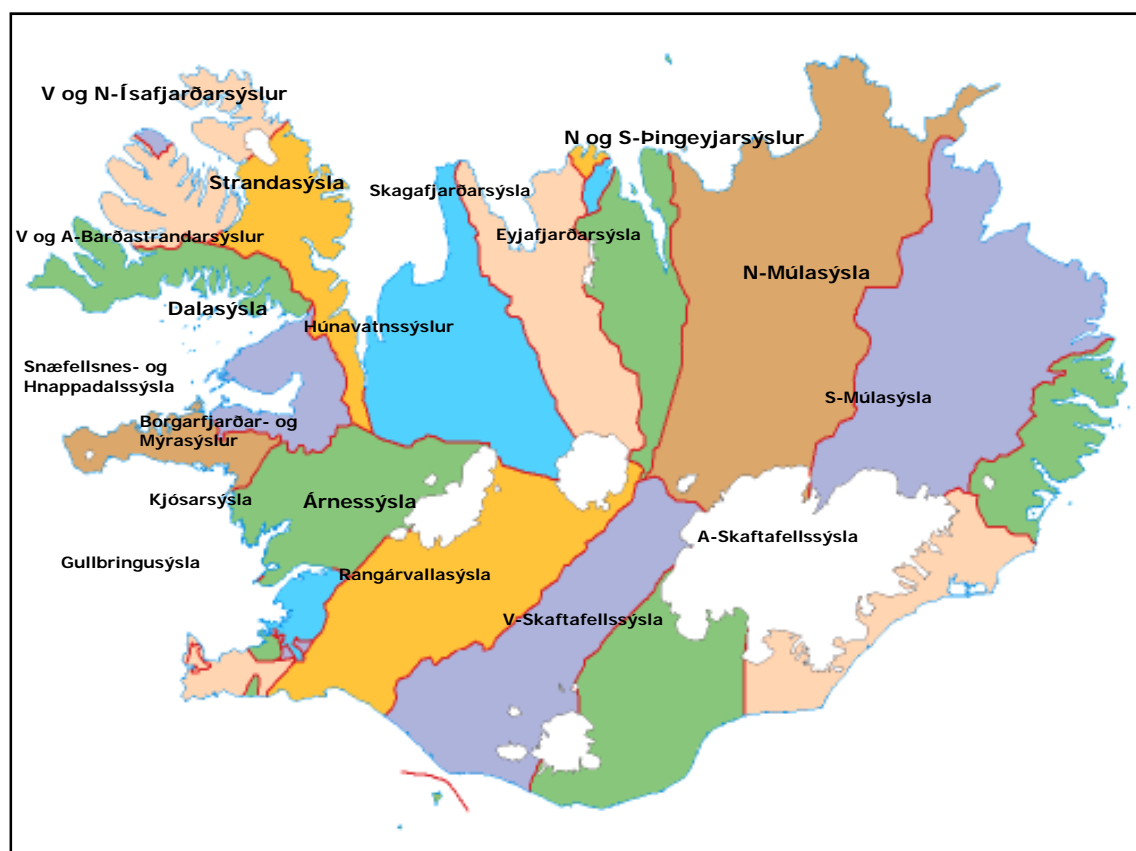 V og N-Ísafjarðarsýslur
N og S-Þingeyjarsýslur
Strandasýsla
Skagafjarðarsýsla
V og A-Barðastrandarsýslur
Eyjafjarðarsýsla
N-Múlasýsla
Dalasýsla
Húnavatnssýslur
Snæfellsnes- og
Hnappadalssýsla
S-Múlasýsla
Borgarfjarðar- og
Mýrasýslur
Kjósarsýsla
Árnessýsla
A-Skaftafellssýsla
Gullbringusýsla
Rangárvallasýsla
V-Skaftafellssýsla